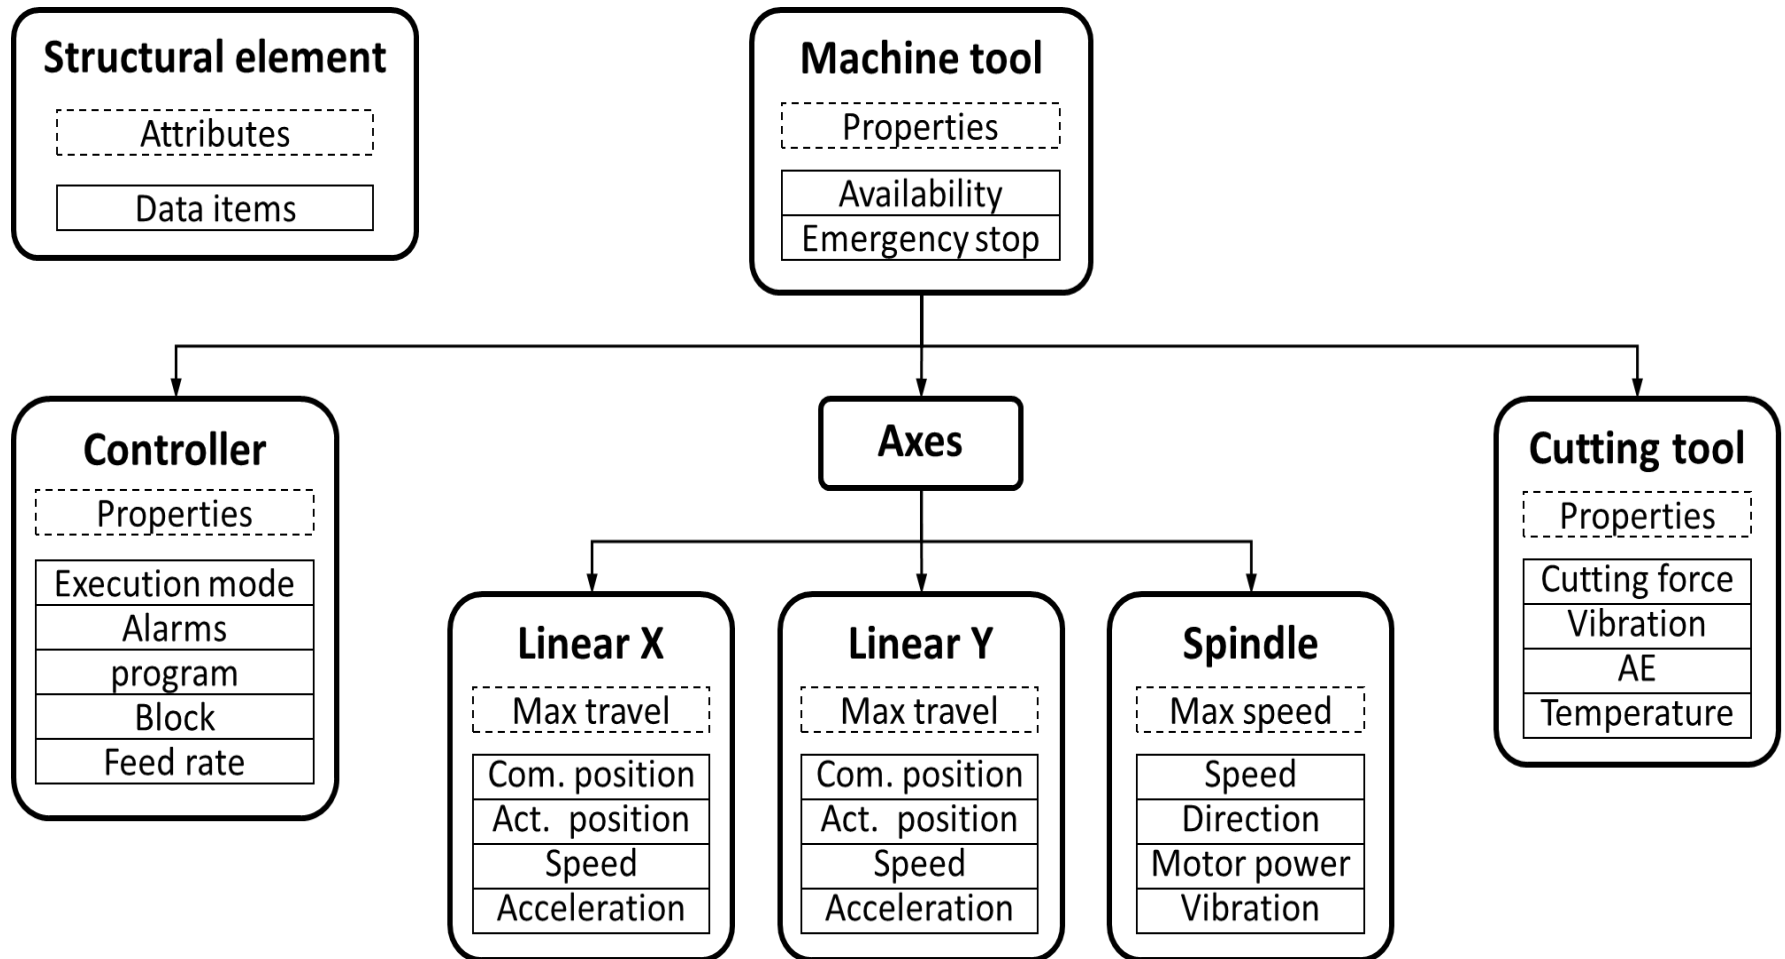 Structural element
Attributes
Data items
Machine tool
Properties
Availability
Emergency stop
Controller
Properties
Execution mode
Alarms
program
Block
Feed rate
Axes
Linear X
Max travel
Com. position
Act. position
Speed
Acceleration
Linear Y
Max travel
Com. position
Act. position
Speed
Acceleration
Spindle
Max speed
Speed
Direction
Motor power
Vibration
Cutting tool
Properties
Cutting force
Vibration
AE
Temperature